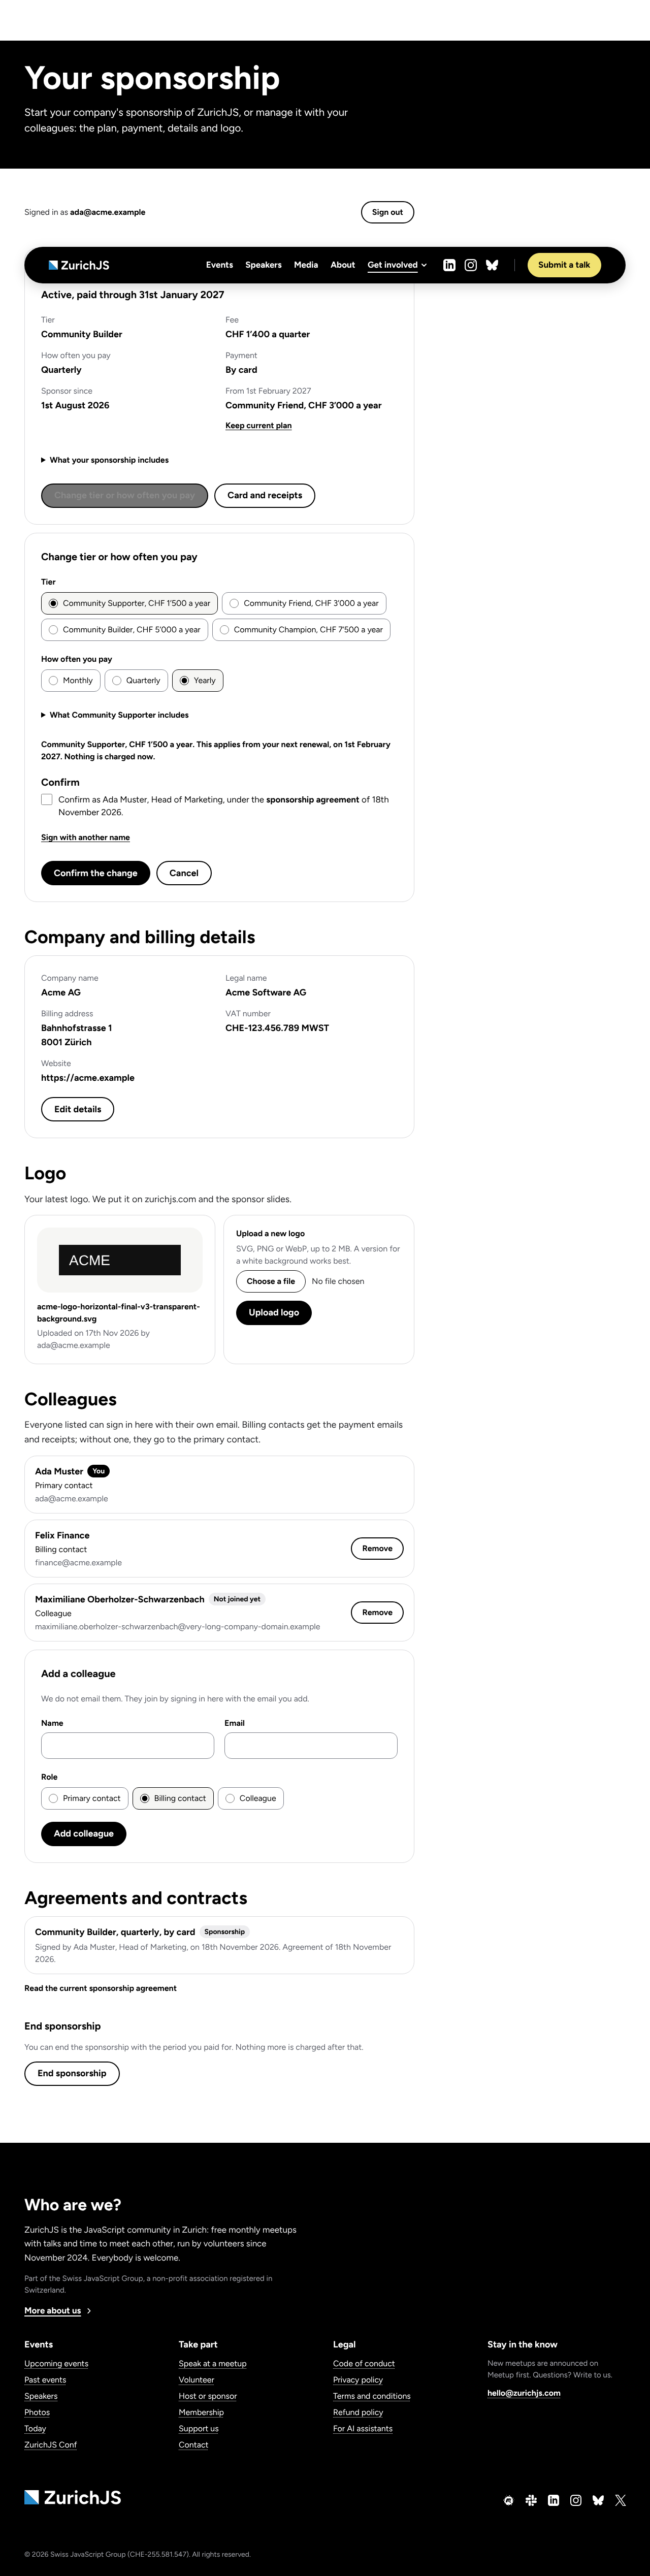 Your sponsorship
Start your company's sponsorship of ZurichJS, or manage it with your
colleagues: the plan, payment, details and logo.
Signed in as ada@acme.example
Sign out
ZurichJS
Events
Speakers
Media
About
Get involved
Submit a talk
Active, paid through 31st January 2027
Tier
Community Builder
Fee
CHF 1'400 a quarter
How often you pay
Quarterly
Payment
By card
Sponsor since
1st August 2026
From 1st February 2027
Community Friend, CHF 3'000 a year
Keep current plan
What your sponsorship includes
Change tier or how often you pay
Card and receipts
Change tier or how often you pay
Tier
Community Supporter, CHF 1'500 a year
Community Friend, CHF 3'000 a year
Community Builder, CHF 5'000 a year
Community Champion, CHF 7'500 a year
How often you pay
Monthly
Quarterly
Yearly
What Community Supporter includes
Community Supporter, CHF 1'500 a year. This applies from your next renewal, on 1st February
2027. Nothing is charged now.
Confirm
Confirm as Ada Muster, Head of Marketing, under the sponsorship agreement of 18th
November 2026.
Sign with another name
Confirm the change
Cancel
Company and billing details
Company name
Acme AG
Legal name
Acme Software AG
Billing address
Bahnhofstrasse 1
8001 Zürich
VAT number
CHE-123.456.789 MWST
Website
https://acme.example
Edit details
Logo
Your latest logo. We put it on zurichjs.com and the sponsor slides.
ACME
acme-logo-horizontal-final-v3-transparent-
background.svg
Uploaded on 17th Nov 2026 by
ada@acme.example
Upload a new logo
SVG, PNG or WebP, up to 2 MB. A version for
a white background works best.
Choose a file
No file chosen
Upload logo
Colleagues
Everyone listed can sign in here with their own email. Billing contacts get the payment emails
and receipts; without one, they go to the primary contact.
Ada Muster
You
Primary contact
ada@acme.example
Felix Finance
Billing contact
finance@acme.example
Remove
Maximiliane Oberholzer-Schwarzenbach
Not joined yet
Colleague
maximiliane.oberholzer-schwarzenbach@very-long-company-domain.example
Remove
Add a colleague
We do not email them. They join by signing in here with the email you add.
Name
Email
Role
Primary contact
Billing contact
Colleague
Add colleague
Agreements and contracts
Community Builder, quarterly, by card
Sponsorship
Signed by Ada Muster, Head of Marketing, on 18th November 2026. Agreement of 18th November
2026.
Read the current sponsorship agreement
End sponsorship
You can end the sponsorship with the period you paid for. Nothing more is charged after that.
End sponsorship
Who are we?
ZurichJS is the JavaScript community in Zurich: free monthly meetups
with talks and time to meet each other, run by volunteers since
November 2024. Everybody is welcome.
Part of the Swiss JavaScript Group, a non-profit association registered in
Switzerland.
More about us
Events
Upcoming events
Past events
Speakers
Photos
Today
ZurichJS Conf
Take part
Speak at a meetup
Volunteer
Host or sponsor
Membership
Support us
Contact
Legal
Code of conduct
Privacy policy
Terms and conditions
Refund policy
For AI assistants
Stay in the know
New meetups are announced on
Meetup first. Questions? Write to us.
hello@zurichjs.com
ZurichJS
© 2026 Swiss JavaScript Group (CHE-255.581.547). All rights reserved.